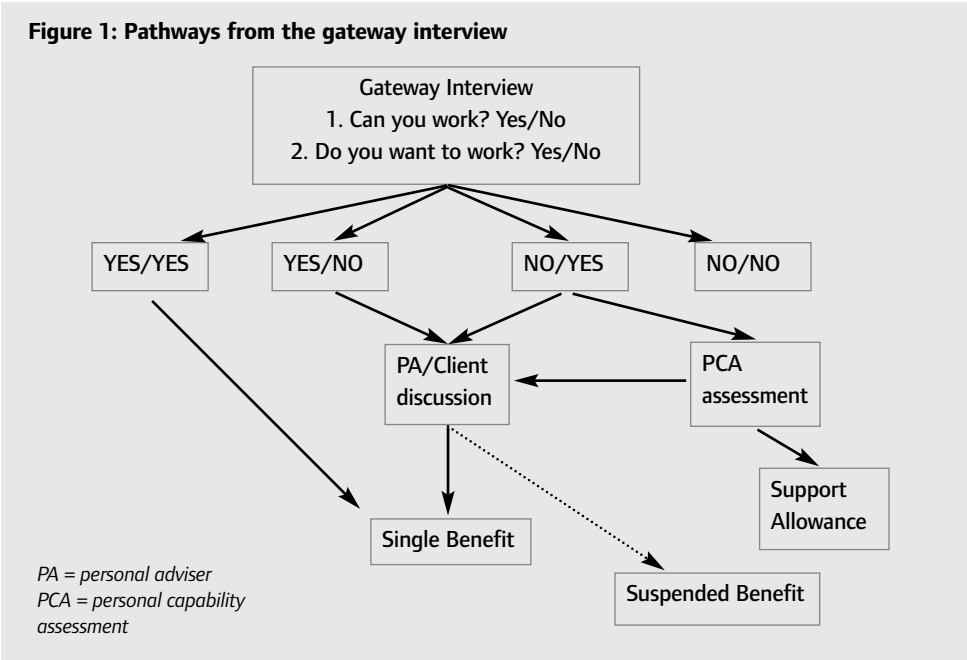 Figure 1: Pathways from the gateway interview
Gateway Interview
1. Can you work? Yes/No
2. Do you want to work? Yes/No
YES/YES
YES/NO
NO/YES
NO/NO
PA/Client
discussion
PCA
assessment
Support
Allowance
Single Benefit
Suspended Benefit
PA = personal adviser
PCA = personal capability
assessment